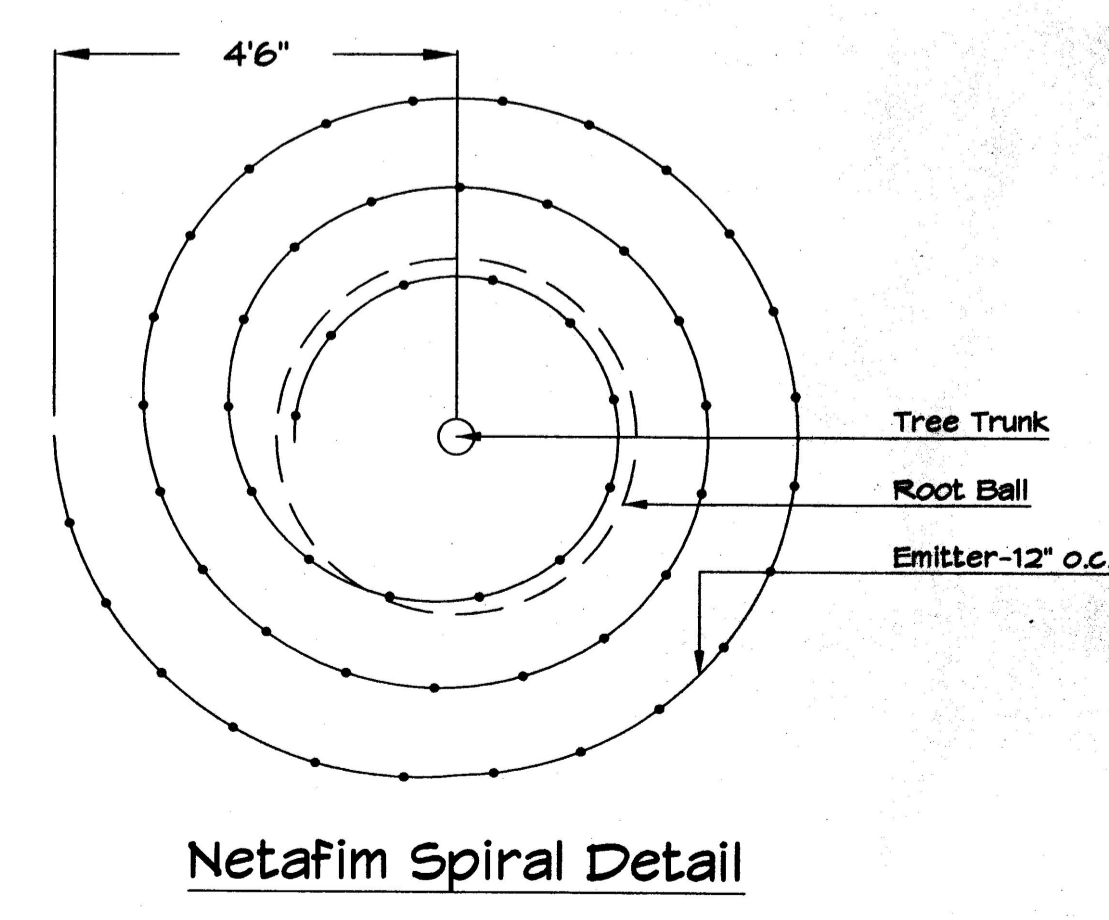 4'6"
Tree Trunk
Root Ball
Emitter-12" o.c.
Netafim Spiral Detail